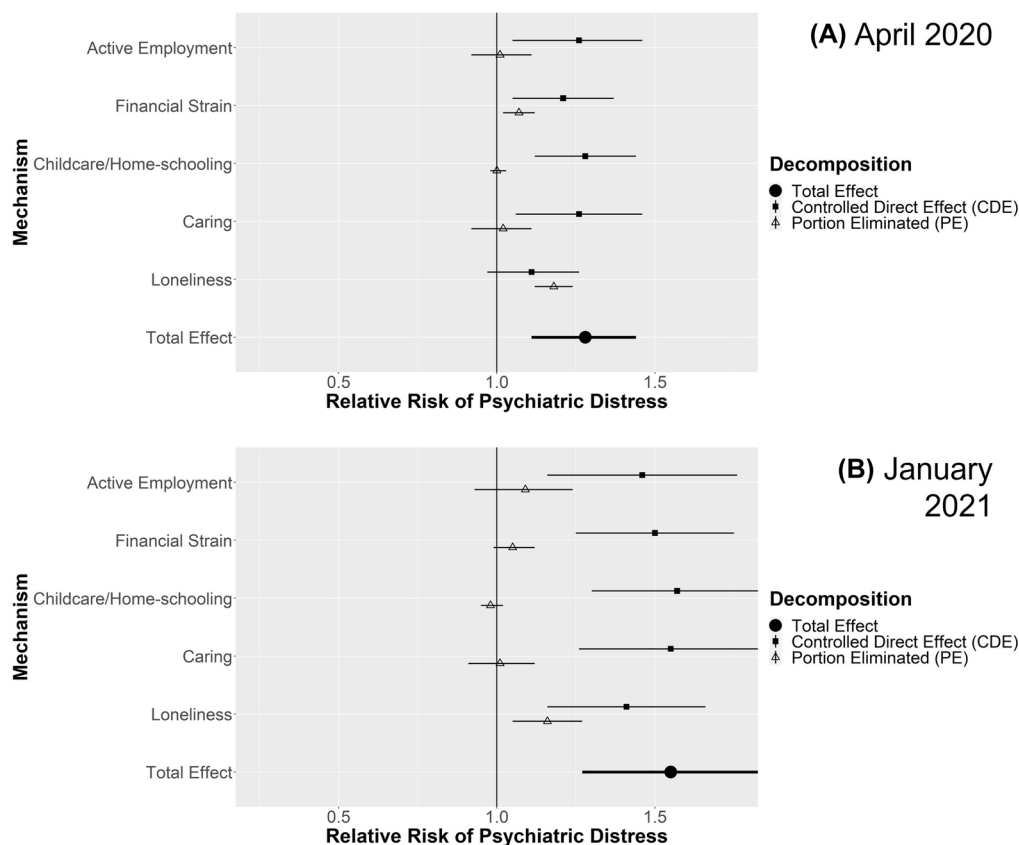 (A) April 2020
Mechanism
Active Employment
Financial Strain
Childcare/Home-schooling
Caring
Loneliness
Total Effect
0.5 1.0 1.5
Relative Risk of Psychiatric Distress
Decomposition
Total Effect
Controlled Direct Effect (CDE)
Portion Eliminated (PE)
(B) January
2021
Mechanism
Active Employment
Financial Strain
Childcare/Home-schooling
Caring
Loneliness
Total Effect
0.5 1.0 1.5
Relative Risk of Psychiatric Distress
Decomposition
Total Effect
Controlled Direct Effect (CDE)
Portion Eliminated (PE)